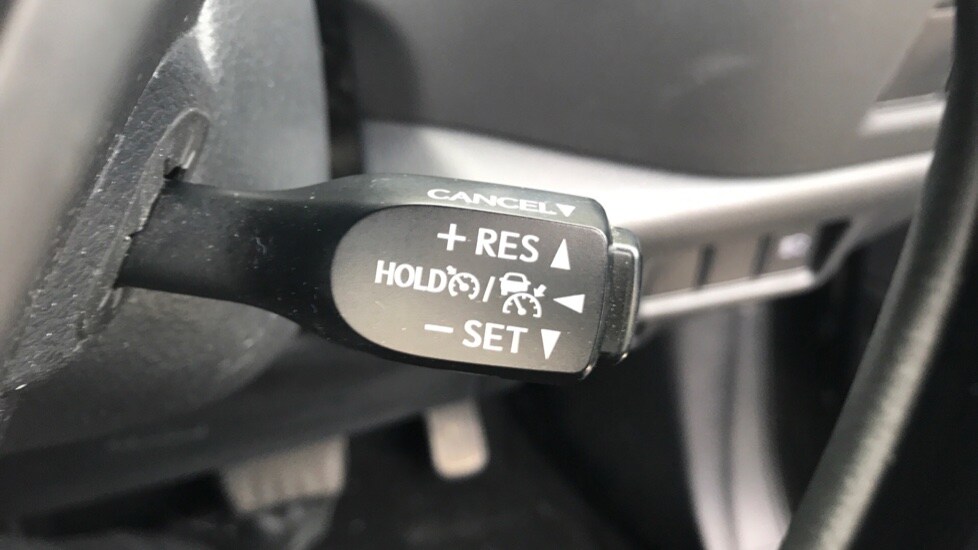 CANCEL▼
+ RES ▲
HOLD / ◀
− SET ▼